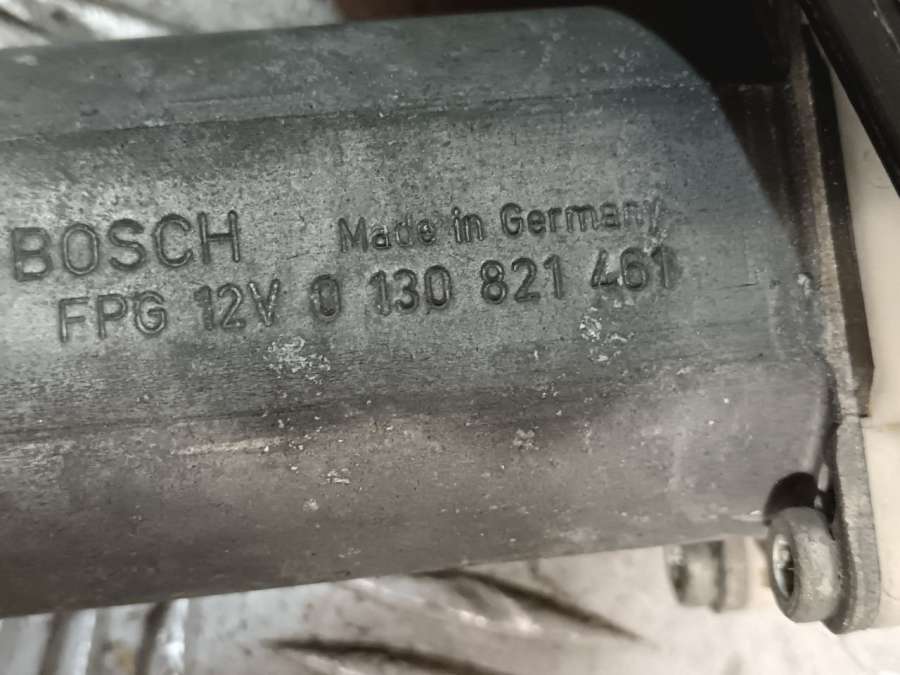 BOSCH Made in Germany
FPG 12V 0 130 821 461